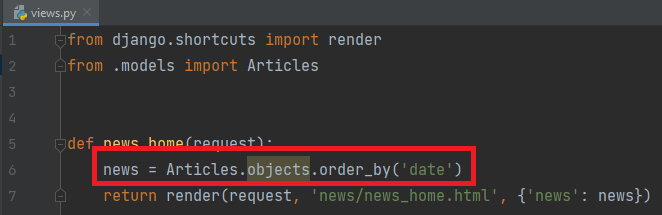 views.py
1 from django.shortcuts import render
2 from .models import Articles
3
4
5 def news_home(request):
6 news = Articles.objects.order_by('date')
7 return render(request, 'news/news_home.html', {'news': news})